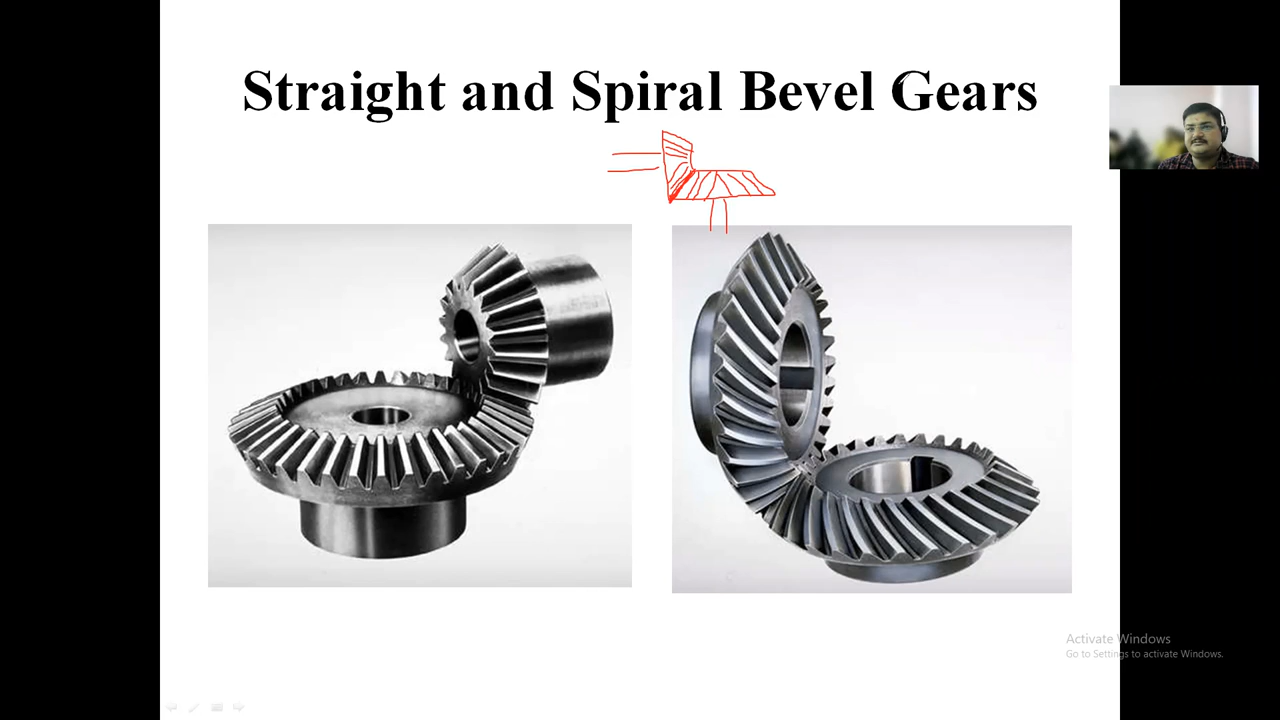 Straight and Spiral Bevel Gears
Activate Windows
Go to Settings to activate Windows.